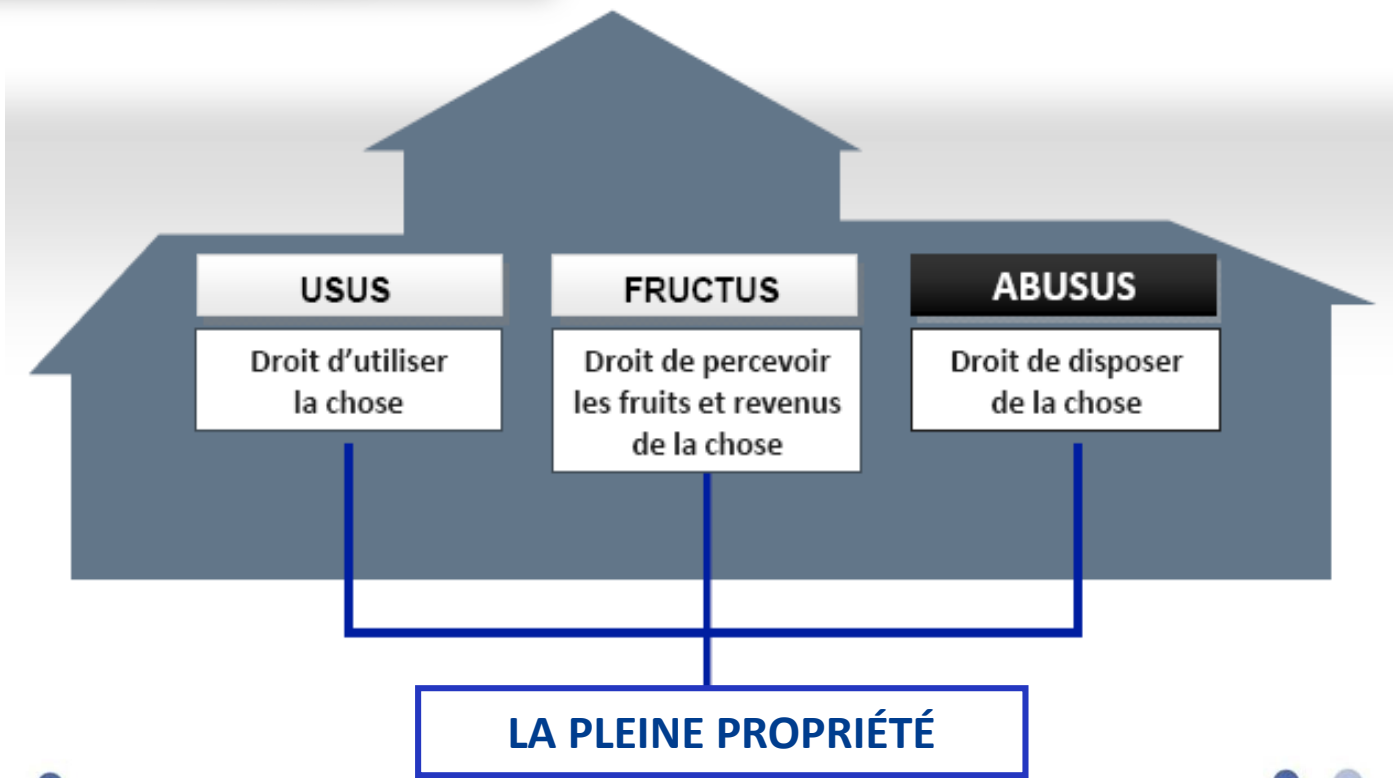 USUS
Droit d’utiliser
la chose
FRUCTUS
Droit de percevoir
les fruits et revenus
de la chose
ABUSUS
Droit de disposer
de la chose
LA PLEINE PROPRIÉTÉ